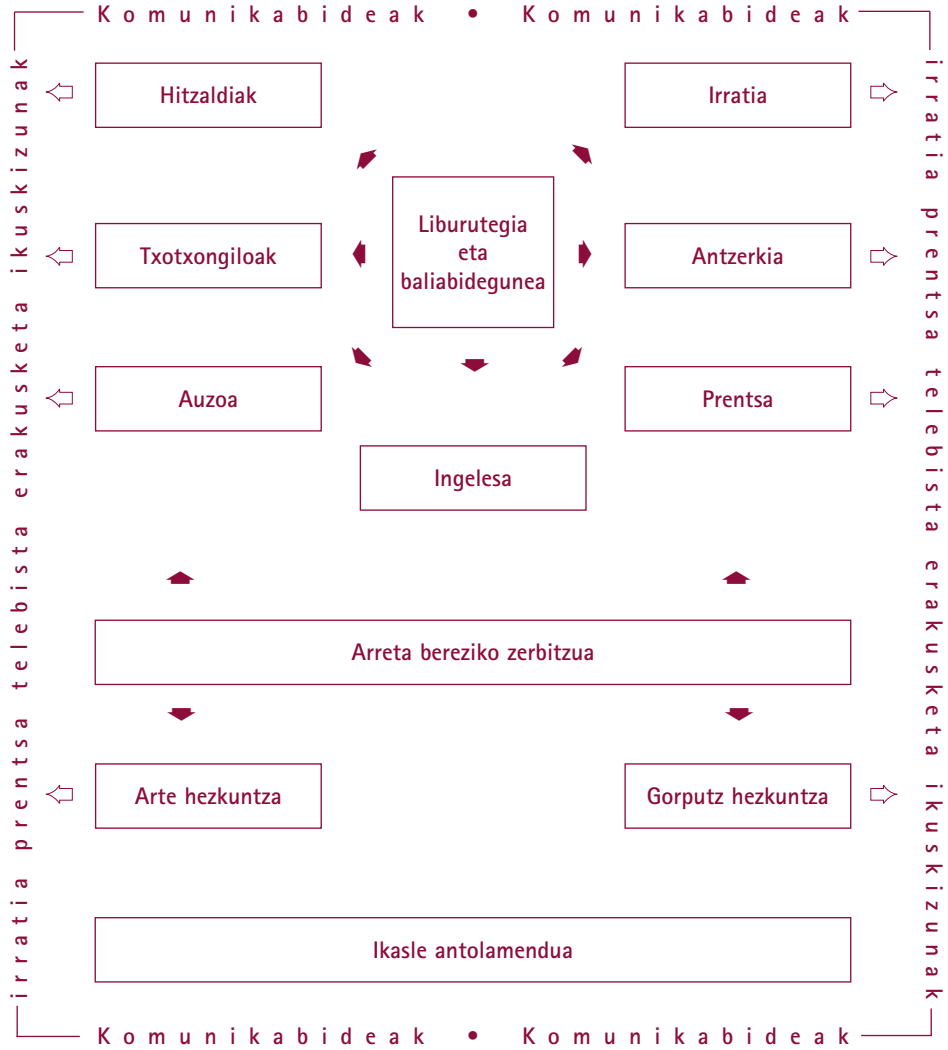 Komunikabideak • Komunikabideak
irratia prentsa telebista erakusketa ikuskizunak
irratia prentsa telebista erakusketa ikuskizunak
Hitzaldiak
Irratia
Liburutegia
eta
baliabidegunea
Txotxongiloak
Antzerkia
Auzoa
Prentsa
Ingelesa
Arreta bereziko zerbitzua
Arte hezkuntza
Gorputz hezkuntza
Ikasle antolamendua
Komunikabideak • Komunikabideak